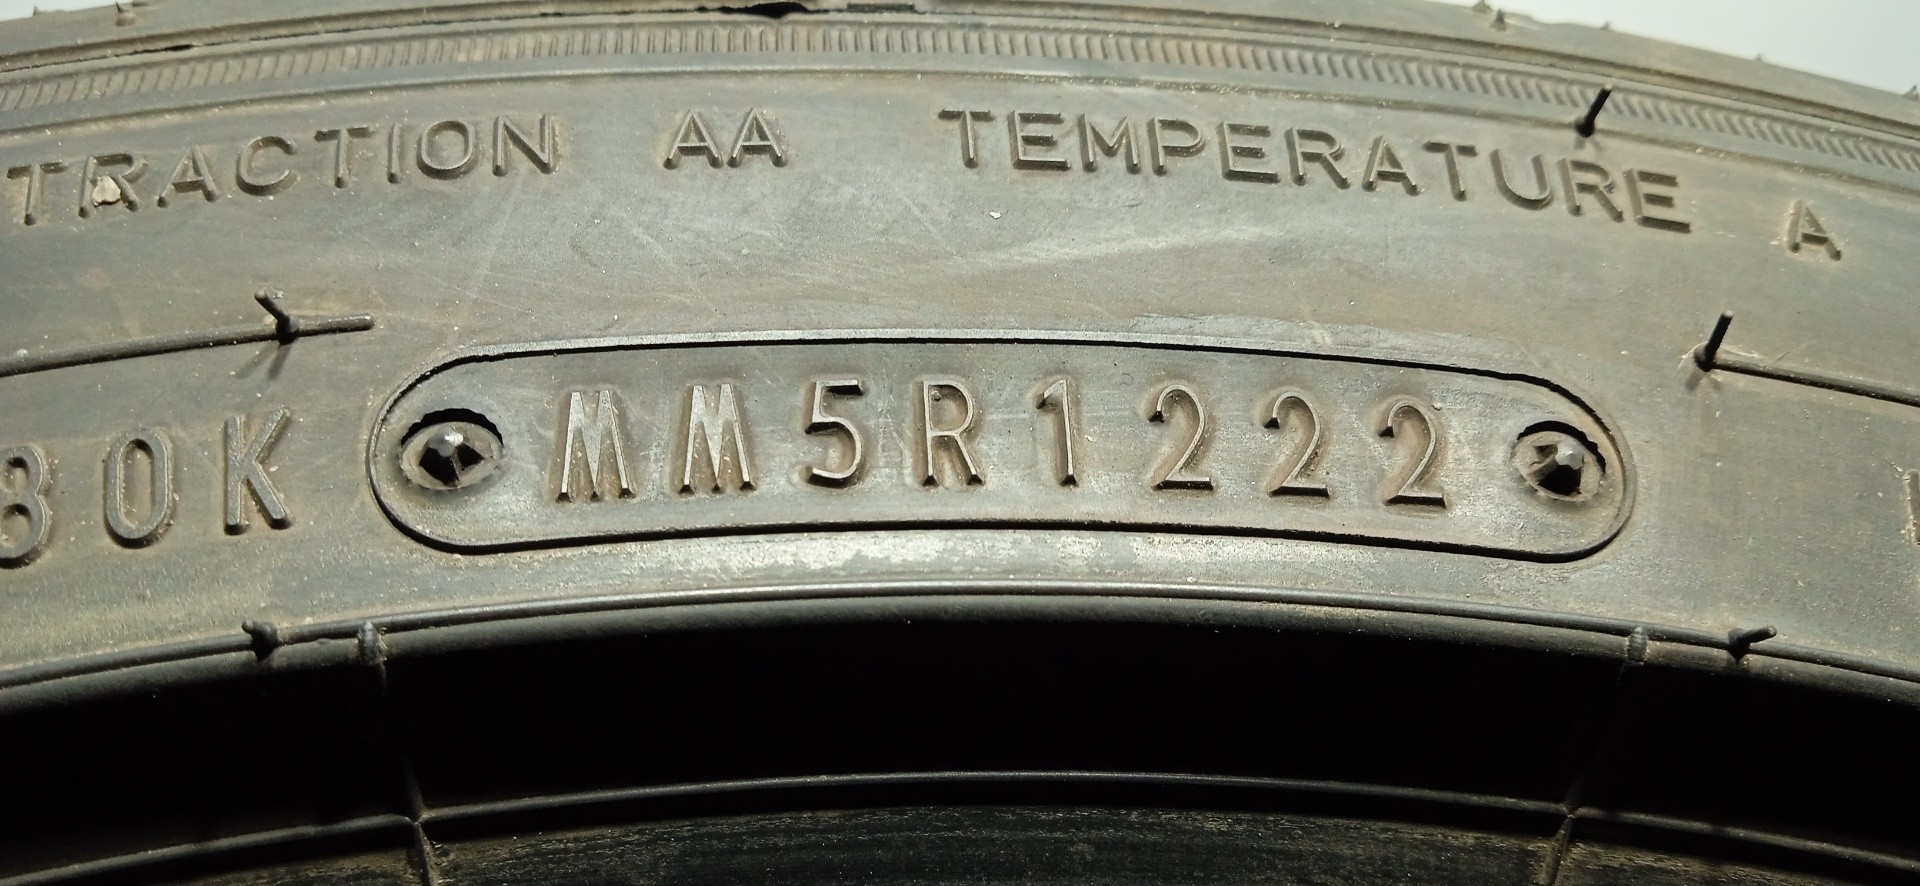 TRACTION AA TEMPERATURE A
80K MM5R1222